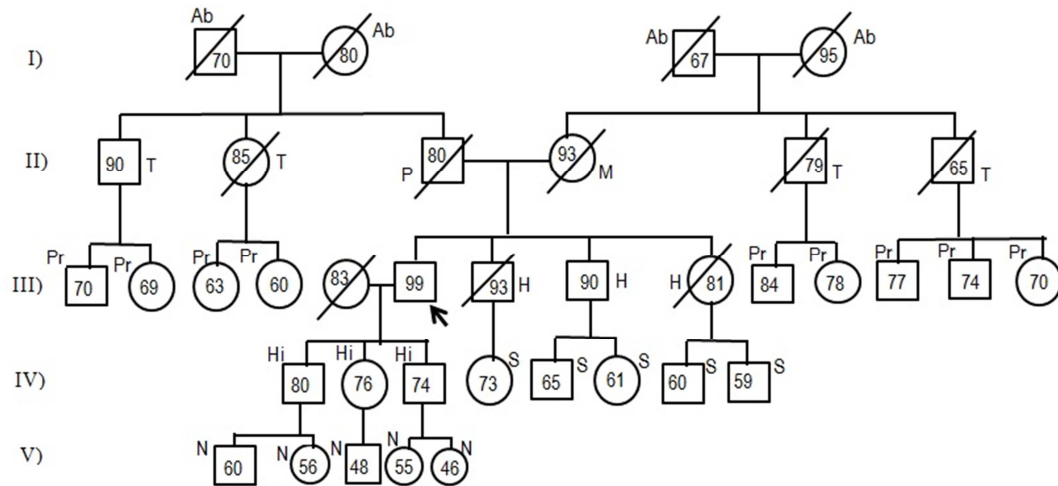 Ab Ab Ab Ab
I) 70 80 67 95
II) 90 T 85 T P 80 93 M 79 T 65 T
Pr Pr Pr Pr Pr Pr Pr Pr
III) 70 69 63 60 83 99 93 H 90 H H 81 84 78 77 74 70
Hi Hi Hi S S S S S
IV) 80 76 74 73 65 61 60 59
N N N N N
V) 60 56 48 55 46